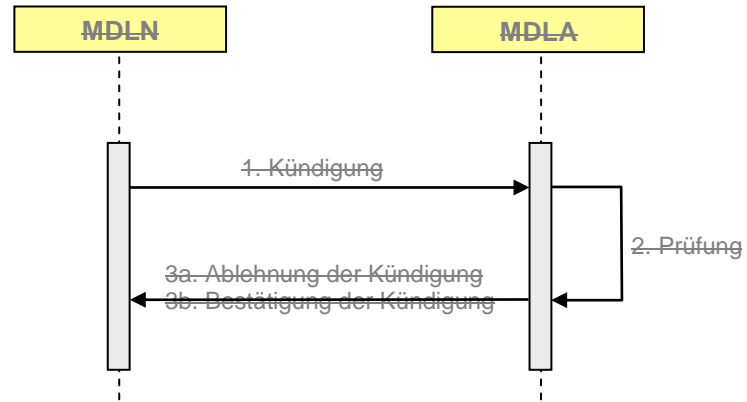 MDLN
MDLA
1. Kündigung
2. Prüfung
3a. Ablehnung der Kündigung
3b. Bestätigung der Kündigung